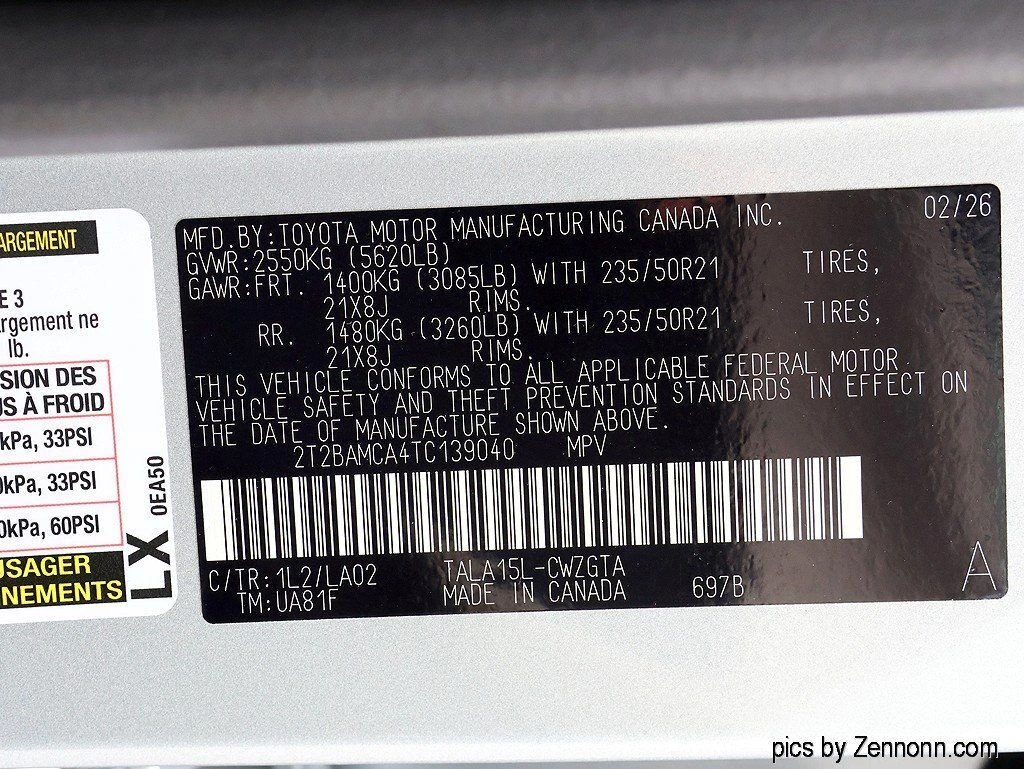 ARGEMENT
E 3
argement ne
lb.
SION DES
US À FROID
kPa, 33PSI
0kPa, 33PSI
0kPa, 60PSI
USAGER
NNEMENTS
LX 0EA50
MFD.BY:TOYOTA MOTOR MANUFACTURING CANADA INC. 02/26
GVWR:2550KG (5620LB)
GAWR:FRT. 1400KG (3085LB) WITH 235/50R21 TIRES,
21X8J RIMS.
RR. 1480KG (3260LB) WITH 235/50R21 TIRES,
21X8J RIMS.
THIS VEHICLE CONFORMS TO ALL APPLICABLE FEDERAL MOTOR
VEHICLE SAFETY AND THEFT PREVENTION STANDARDS IN EFFECT ON
THE DATE OF MANUFACTURE SHOWN ABOVE.
2T2BAMCA4TC139040 MPV
C/TR:1L2/LA02 TALA15L-CWZGTA
TM:UA81F MADE IN CANADA 697B A
pics by Zennonn.com